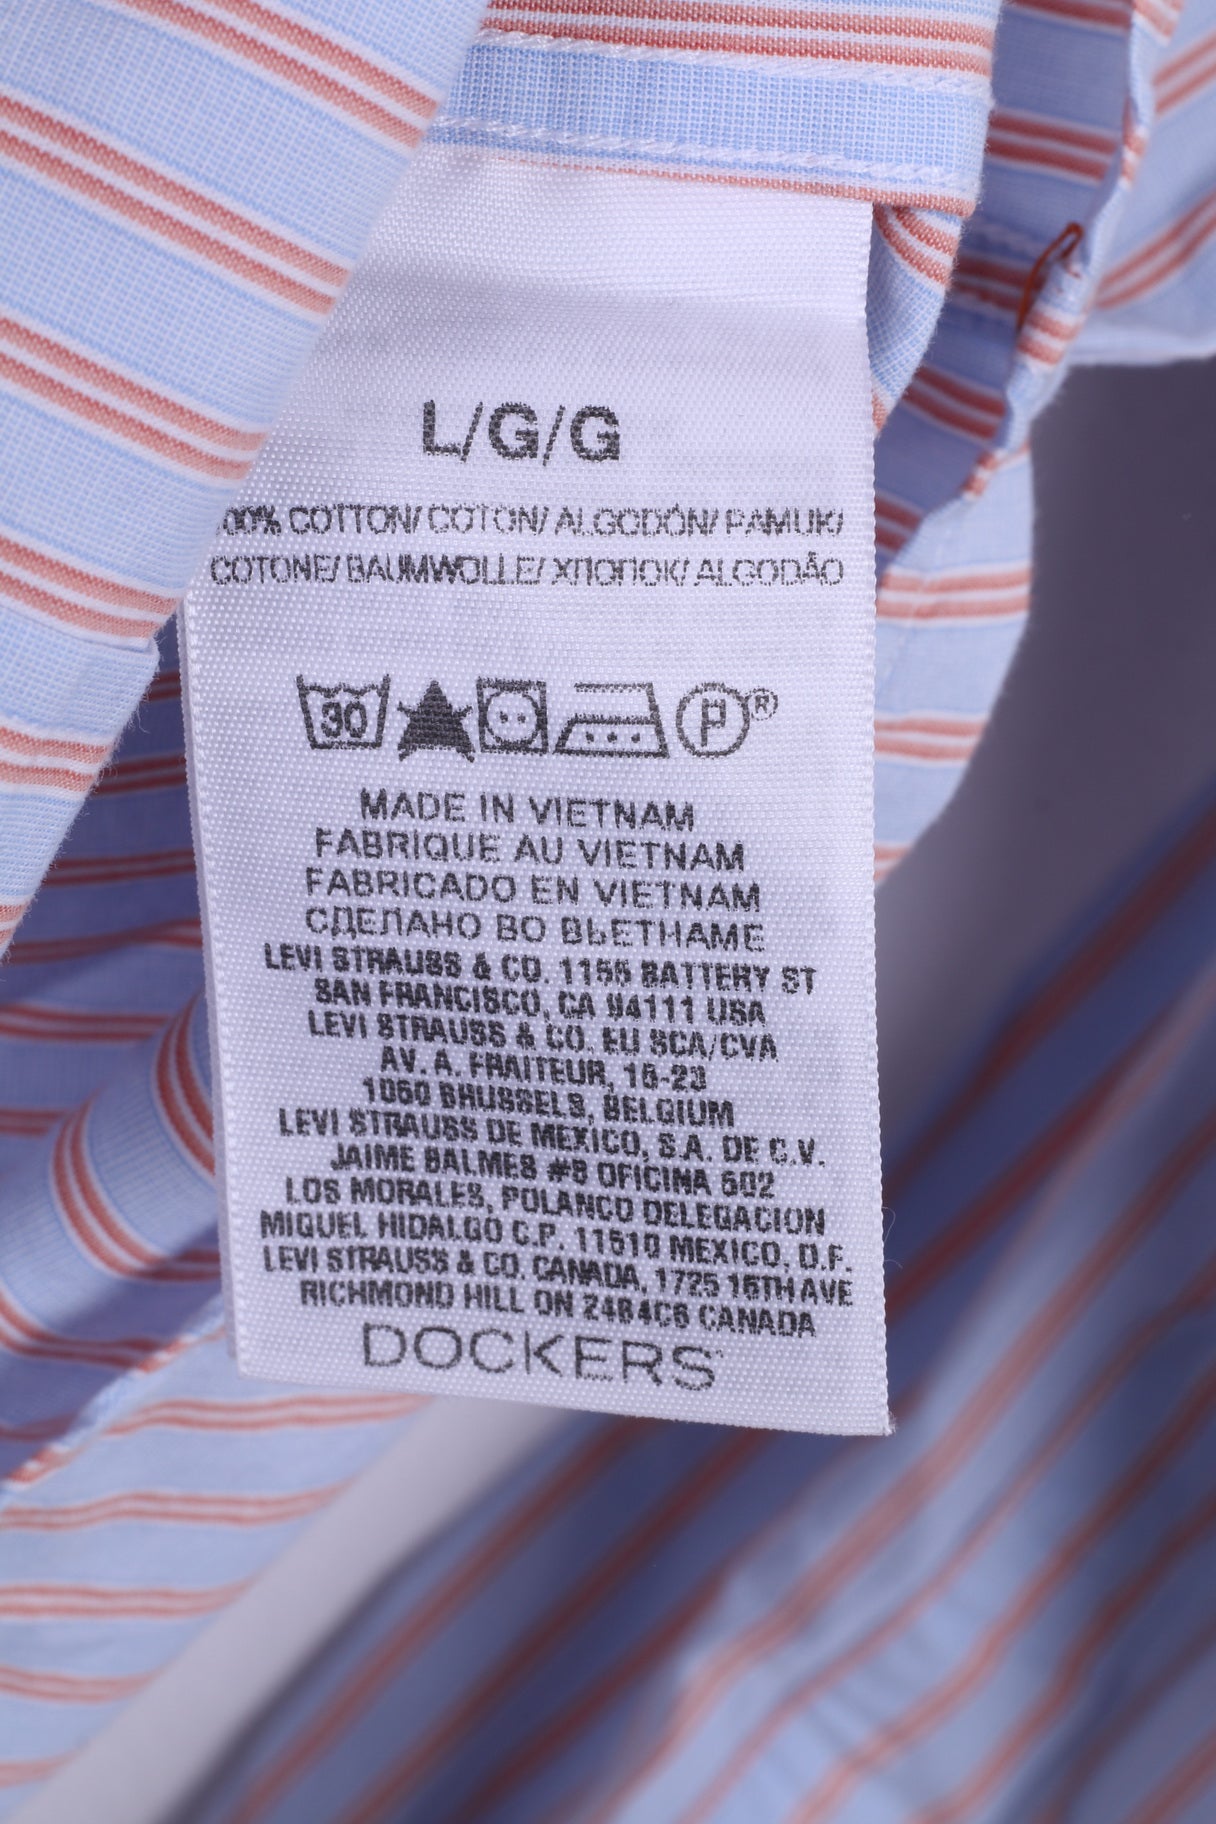 L/G/G
00% COTTON/ COTON/ ALGODÓN/ PAMUK/
COTONE/ BAUMWOLLE/ ХЛОПОК/ ALGODÃO
30 P ®
MADE IN VIETNAM
FABRIQUE AU VIETNAM
FABRICADO EN VIETNAM
СДЕЛАНО ВО ВЬЕТНАМЕ
LEVI STRAUSS & CO. 1155 BATTERY ST
SAN FRANCISCO, CA 94111 USA
LEVI STRAUSS & CO. EU SCA/CVA
AV. A. FRAITEUR, 15-23
1050 BRUSSELS, BELGIUM
LEVI STRAUSS DE MEXICO, S.A. DE C.V.
JAIME BALMES #8 OFICINA 602
LOS MORALES, POLANCO DELEGACION
MIGUEL HIDALGO C.P. 11510 MEXICO, D.F.
LEVI STRAUSS & CO. CANADA, 1725 16TH AVE
RICHMOND HILL ON L4B4C6 CANADA
DOCKERS